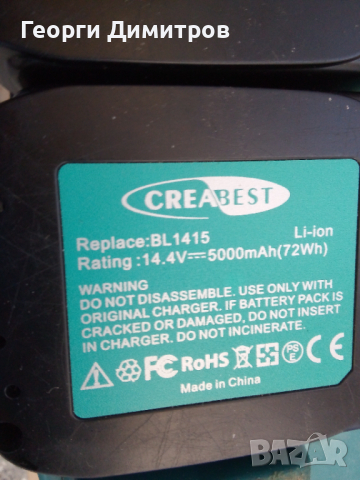 Георги Димитров
CREABEST
Replace:BL1415 Li-ion
Rating :14.4V⎓5000mAh(72Wh)
WARNING
DO NOT DISASSEMBLE. USE ONLY WITH
ORIGINAL CHARGER. IF BATTERY PACK IS
CRACKED OR DAMAGED, DO NOT INSERT
IN CHARGER. DO NOT INCINERATE.
FC RoHS PSE CE
Made in China
BAZAR